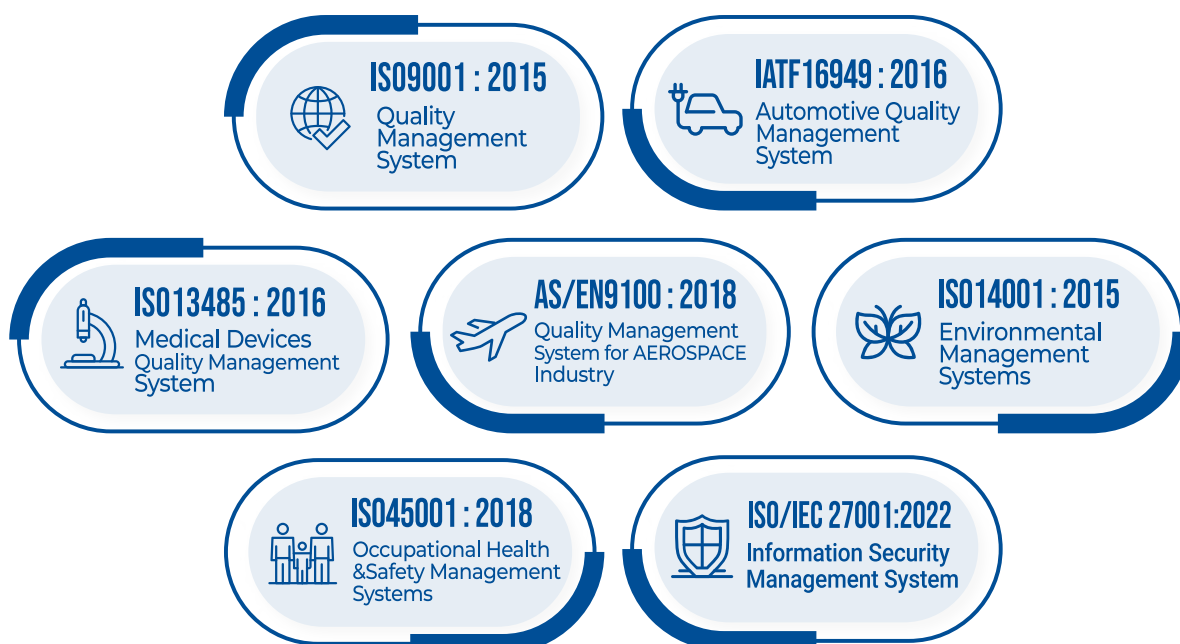 ISO9001 : 2015
Quality
Management
System
IATF16949 : 2016
Automotive Quality
Management
System
ISO13485 : 2016
Medical Devices
Quality Management
System
AS/EN9100 : 2018
Quality Management
System for AEROSPACE
Industry
ISO14001 : 2015
Environmental
Management
Systems
ISO45001 : 2018
Occupational Health
&Safety Management
Systems
ISO/IEC 27001:2022
Information Security
Management System